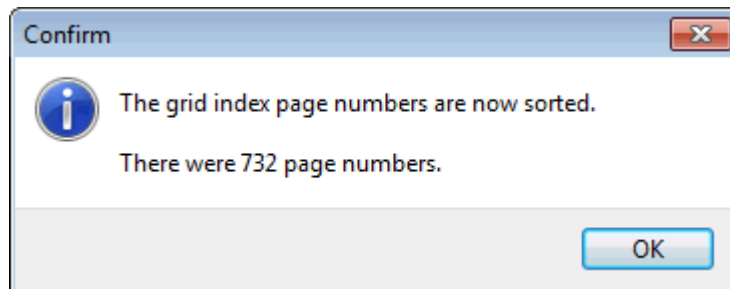 Confirm
The grid index page numbers are now sorted.
There were 732 page numbers.
OK